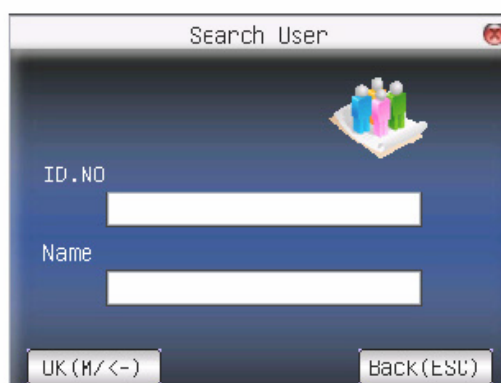 Search User
ID.NO
Name
OK(M/<-)
Back(ESC)